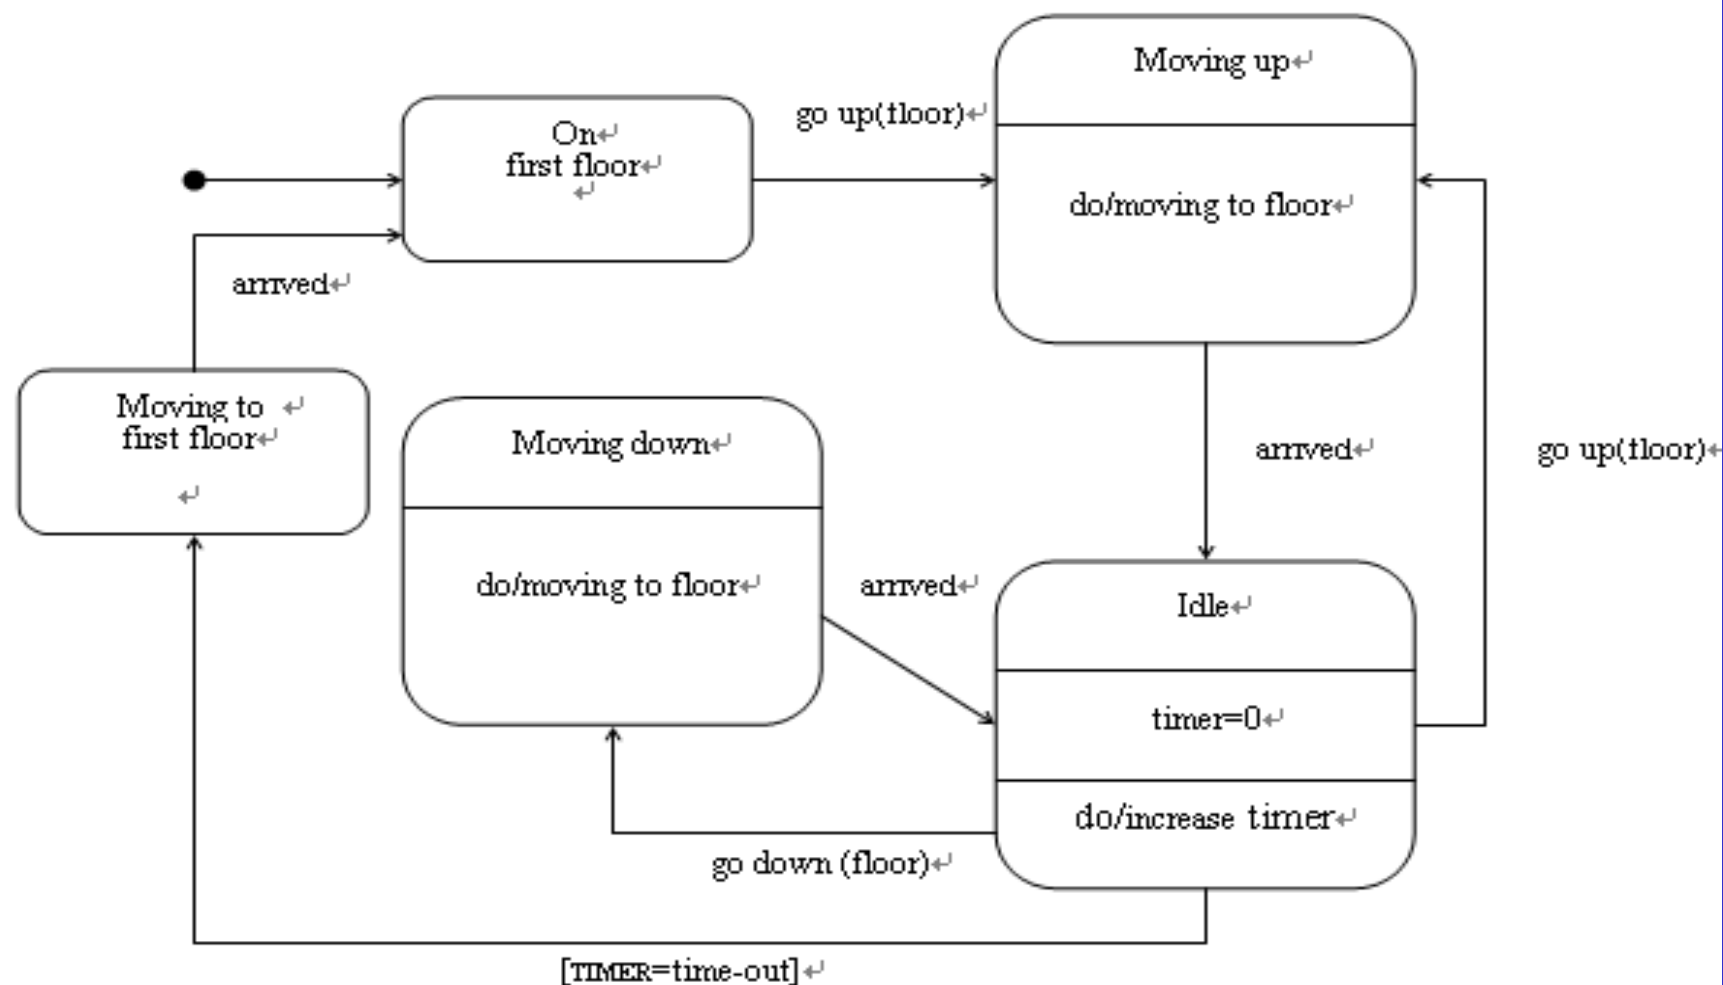 Moving up
On
first floor
go up(floor)
do/moving to floor
arrived
Moving to
first floor
Moving down
do/moving to floor
arrived
arrived
go up(floor)
Idle
timer=0
do/increase timer
go down (floor)
[TIMER=time-out]